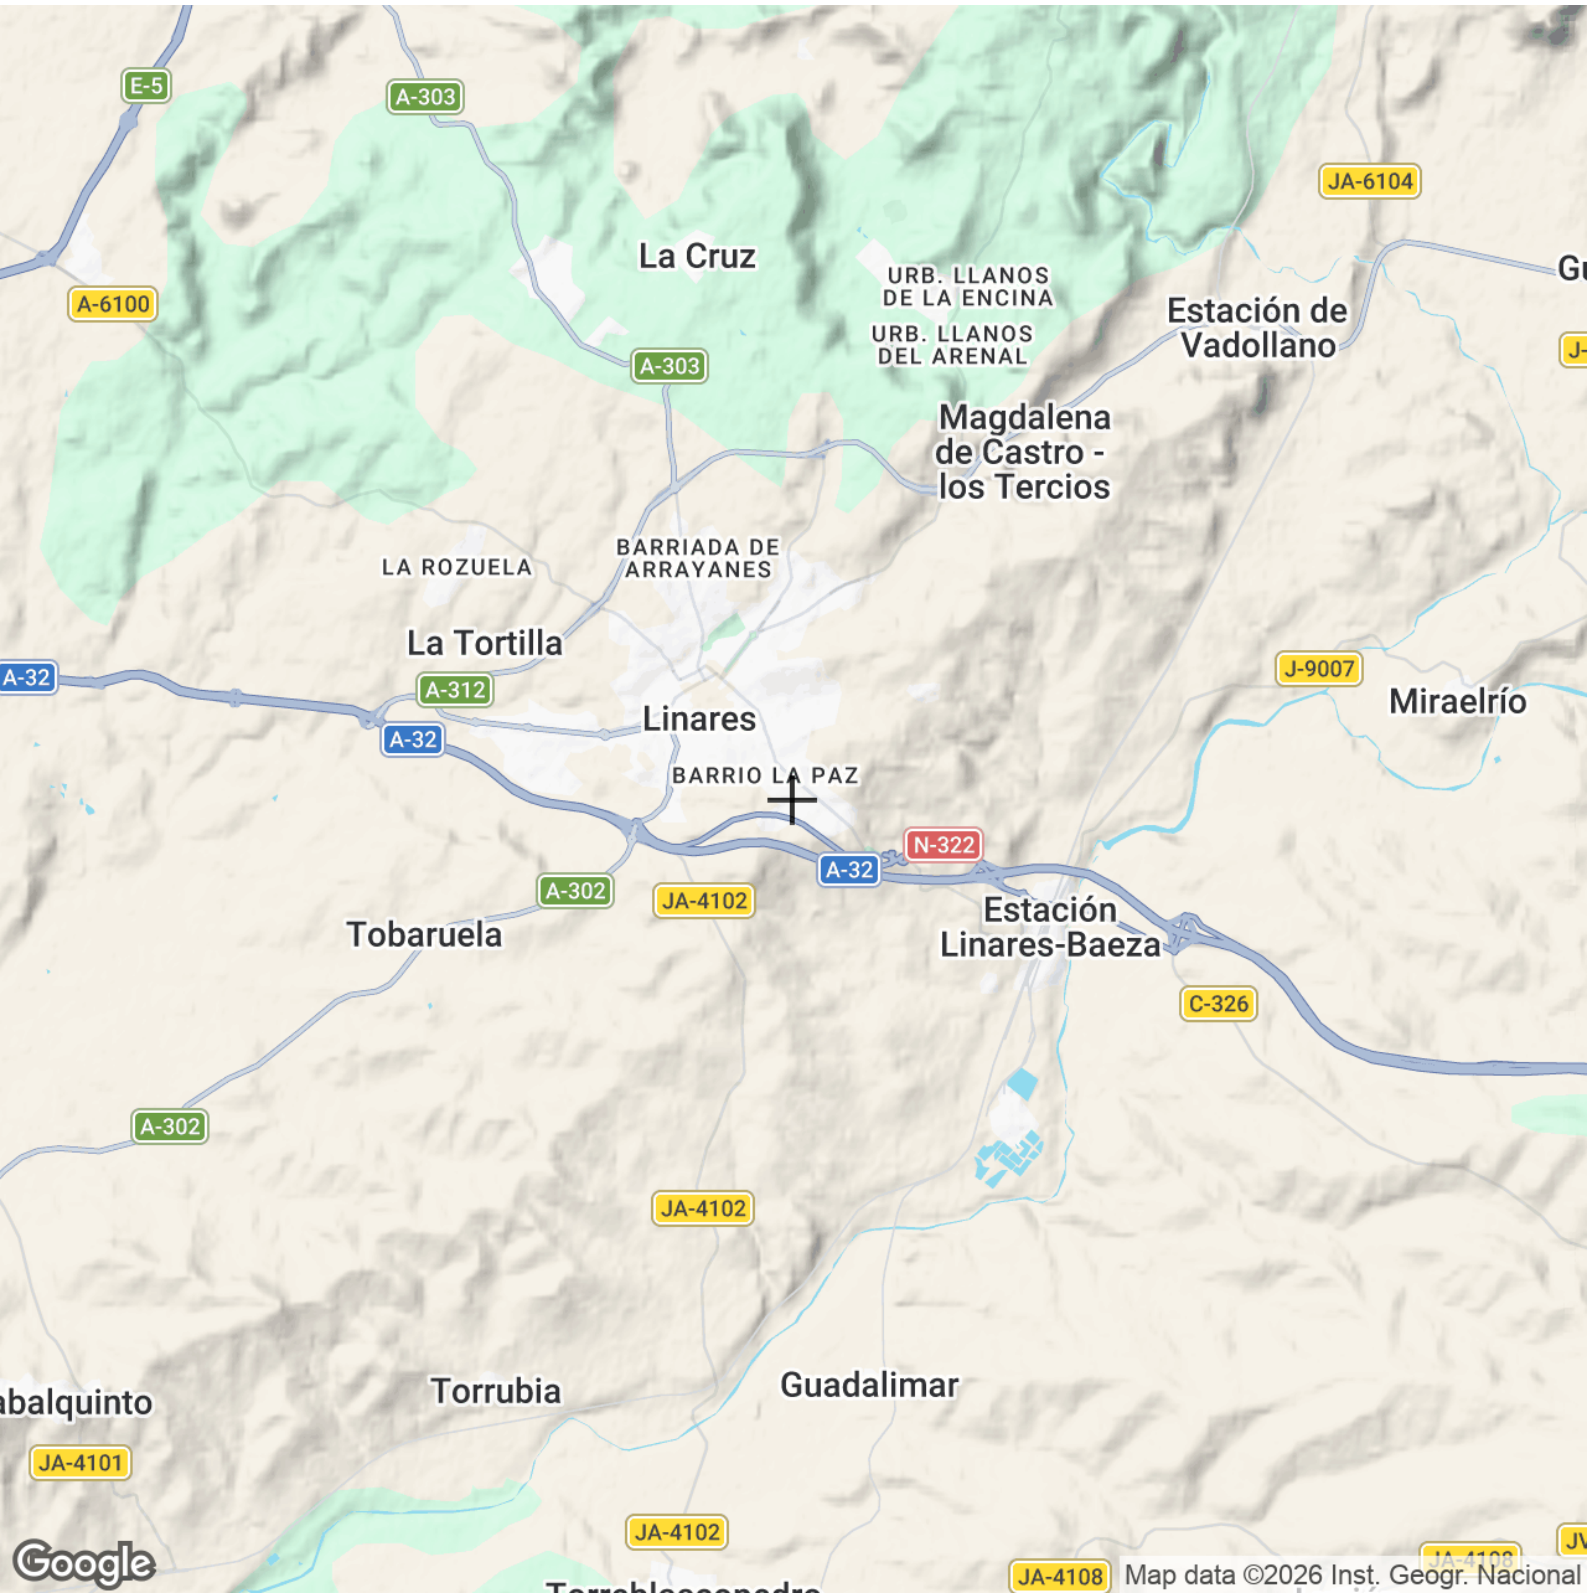 E-5
A-303
JA-6104
La Cruz
URB. LLANOS
DE LA ENCINA
A-6100
Estación de
Vadollano
URB. LLANOS
DEL ARENAL
A-303
Magdalena
de Castro -
los Tercios
BARRIADA DE
ARRAYANES
LA ROZUELA
La Tortilla
A-32
J-9007
A-312
Miraelrío
Linares
A-32
BARRIO LA PAZ
N-322
A-32
A-302
JA-4102
Estación
Linares-Baeza
Tobaruela
C-326
A-302
JA-4102
Torrubia
Guadalimar
abalquinto
JA-4101
JA-4102
JA-4108
JA-4108
Google
Map data ©2026 Inst. Geogr. Nacional